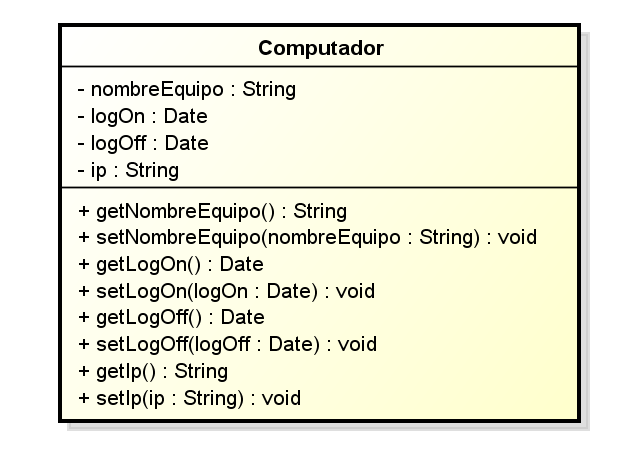 Computador
- nombreEquipo : String
- logOn : Date
- logOff : Date
- ip : String
+ getNombreEquipo() : String
+ setNombreEquipo(nombreEquipo : String) : void
+ getLogOn() : Date
+ setLogOn(logOn : Date) : void
+ getLogOff() : Date
+ setLogOff(logOff : Date) : void
+ getIp() : String
+ setIp(ip : String) : void